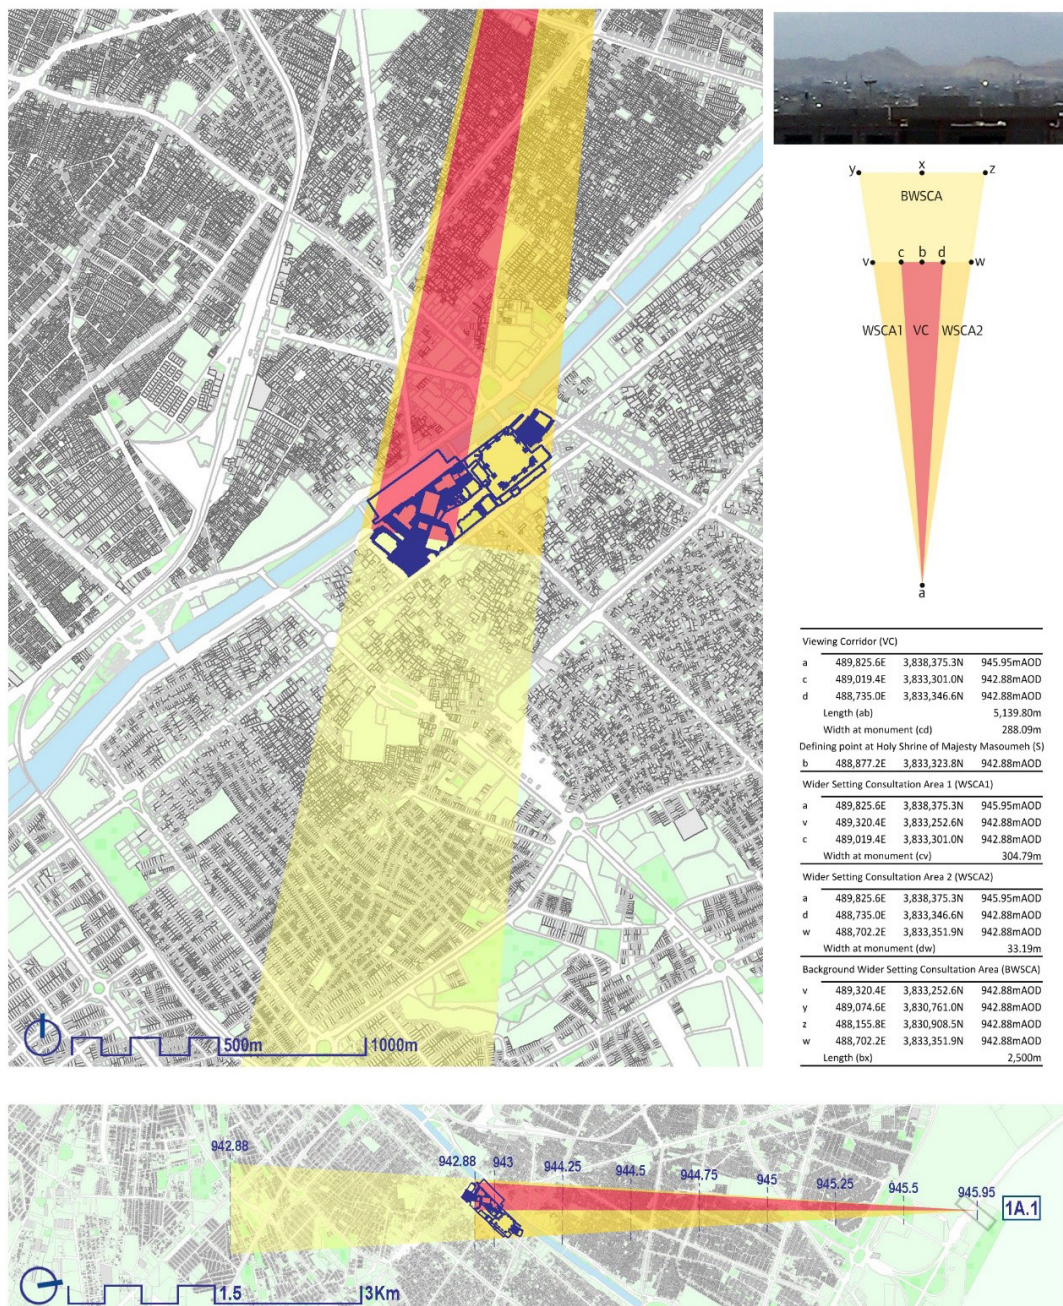 y x z
BWSCA
v c b d w
WSCA1 VC WSCA2
a
Viewing Corridor (VC)
a 489,825.6E 3,838,375.3N 945.95mAOD
c 489,019.4E 3,833,301.0N 942.88mAOD
d 488,735.0E 3,833,346.6N 942.88mAOD
Length (ab) 5,139.80m
Width at monument (cd) 288.09m
Defining point at Holy Shrine of Majesty Masoumeh (S)
b 488,877.2E 3,833,323.8N 942.88mAOD
Wider Setting Consultation Area 1 (WSCA1)
a 489,825.6E 3,838,375.3N 945.95mAOD
v 489,320.4E 3,833,252.6N 942.88mAOD
c 489,019.4E 3,833,301.0N 942.88mAOD
Width at monument (cv) 304.79m
Wider Setting Consultation Area 2 (WSCA2)
a 489,825.6E 3,838,375.3N 945.95mAOD
d 488,735.0E 3,833,346.6N 942.88mAOD
w 488,702.2E 3,833,351.9N 942.88mAOD
Width at monument (dw) 33.19m
Background Wider Setting Consultation Area (BWSCA)
v 489,320.4E 3,833,252.6N 942.88mAOD
y 489,074.6E 3,830,761.0N 942.88mAOD
z 488,155.8E 3,830,908.5N 942.88mAOD
w 488,702.2E 3,833,351.9N 942.88mAOD
Length (bx) 2,500m
500m 1000m
942.88 942.88 943 944.25 944.5 944.75 945 945.25 945.5 945.95
1A.1
1.5 3Km